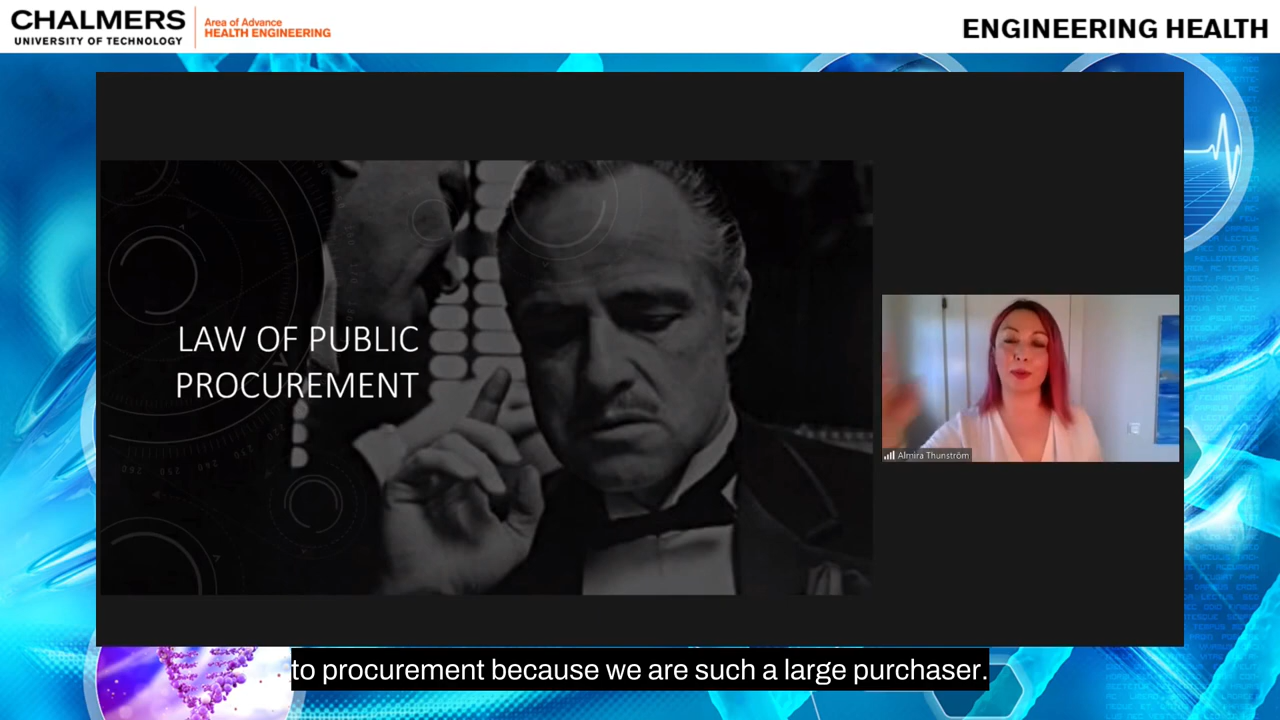 CHALMERS
UNIVERSITY OF TECHNOLOGY
Area of Advance
HEALTH ENGINEERING
ENGINEERING HEALTH
LAW OF PUBLIC
PROCUREMENT
Almira Thunström
to procurement because we are such a large purchaser.